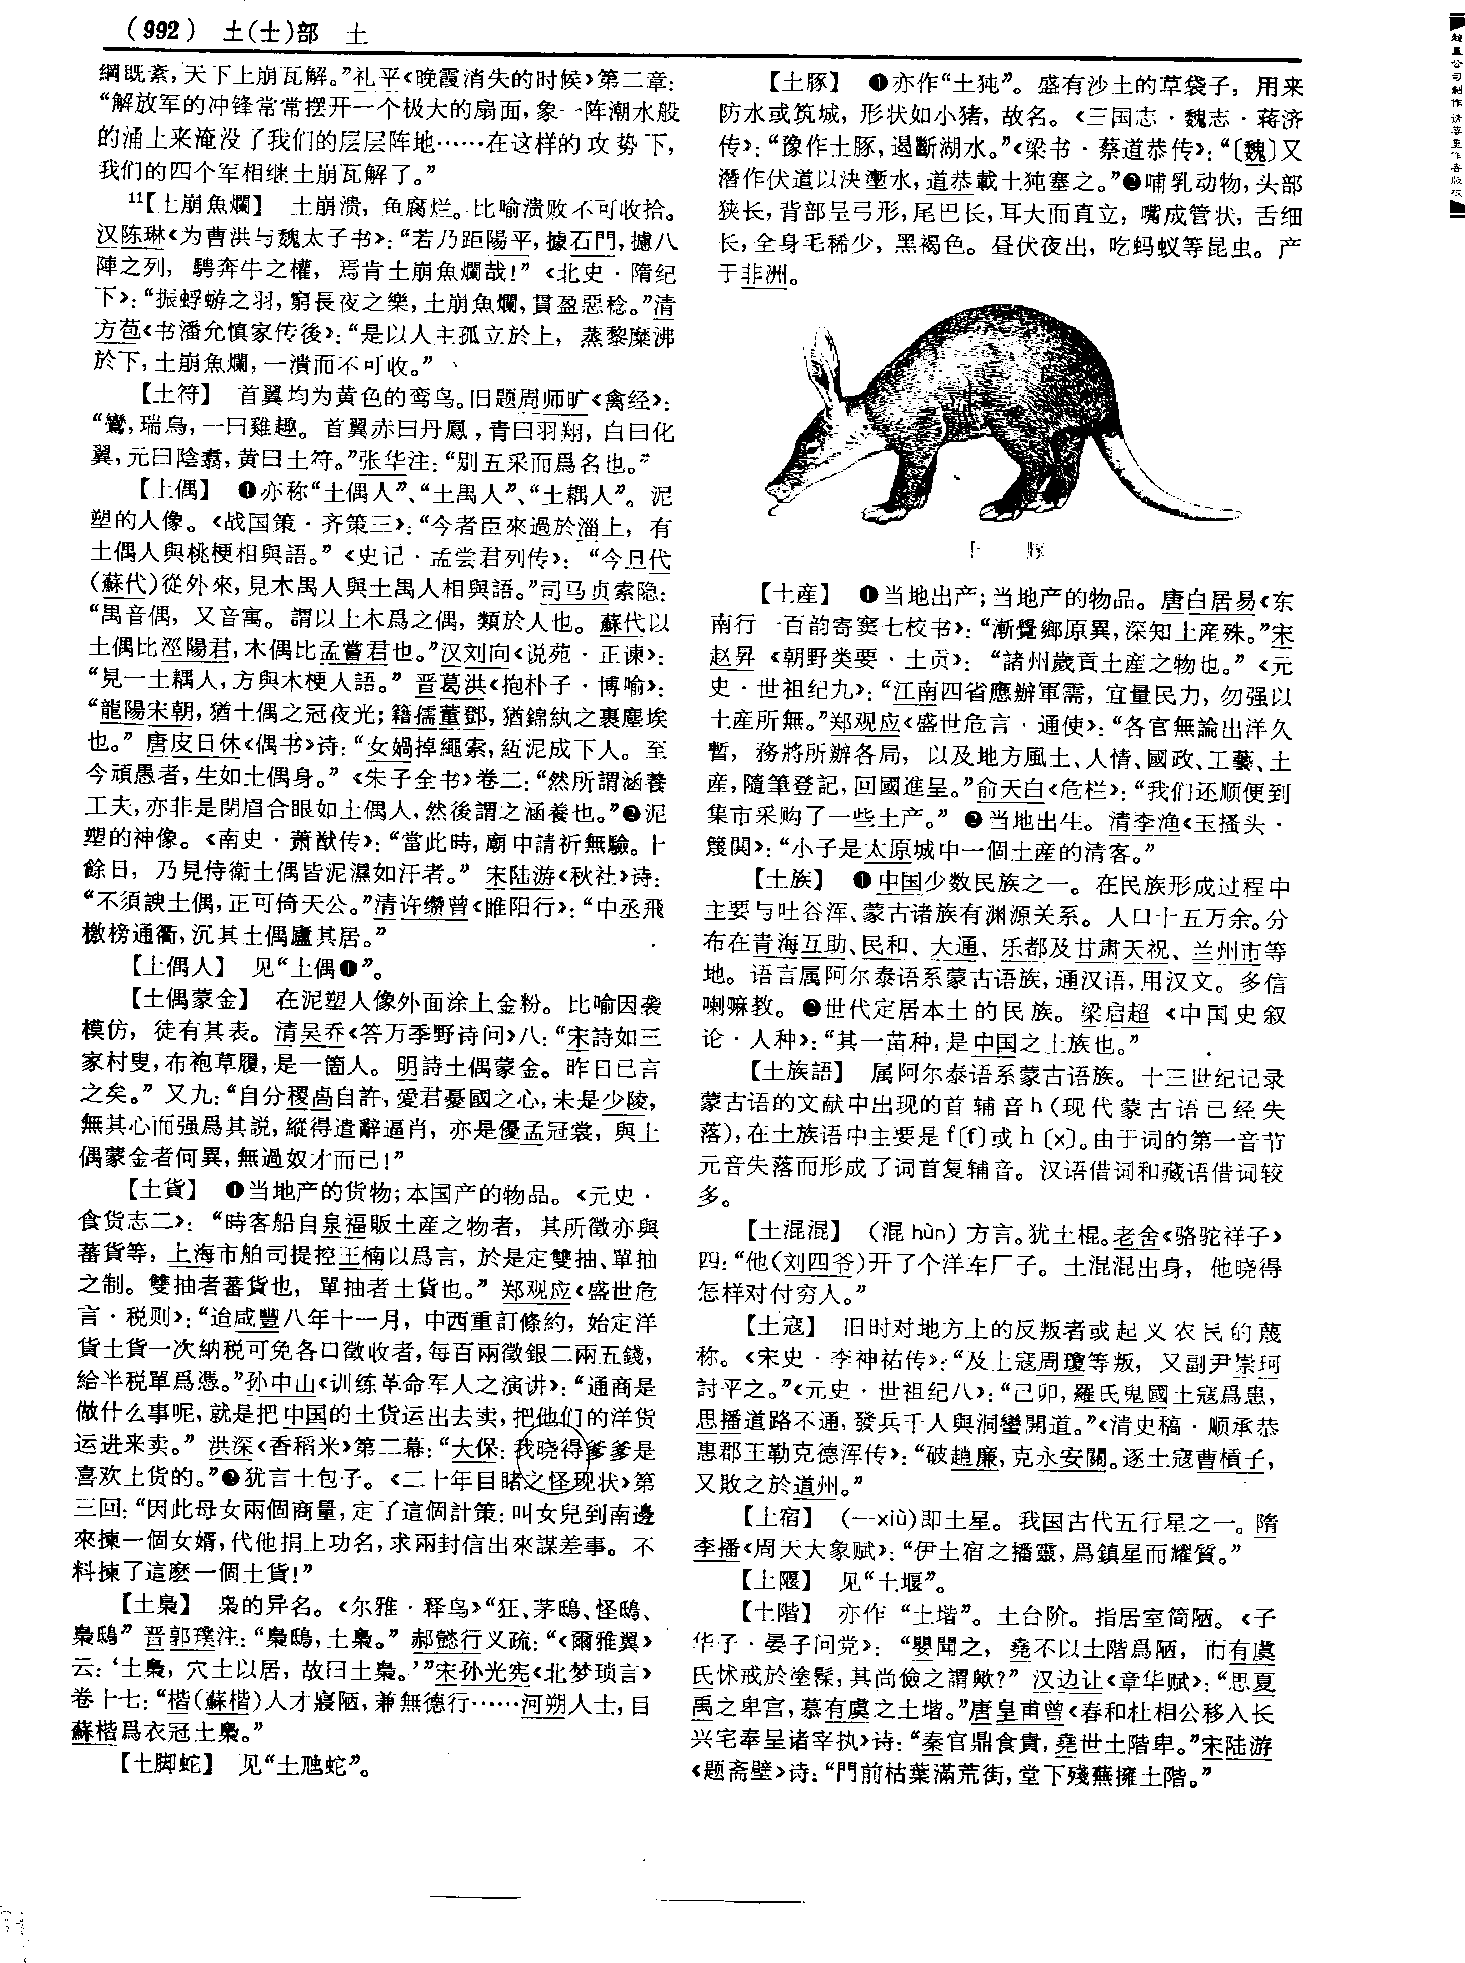 (992) 土(士)部 土
綱既紊，天下土崩瓦解。”礼平《晚霞消失的时候》第二章：
“解放军的冲锋常常摆开一个极大的扇面，象一阵潮水般
的涌上来淹没了我们的层层阵地……在这样的攻势下，
我们的四个军相继土崩瓦解了。”
11【土崩魚爛】 土崩溃，鱼腐烂。比喻溃败不可收拾。
汉陈琳《为曹洪与魏太子书》：“若乃距陽平，據石門，攄八
陣之列，騁奔牛之權，焉肯土崩魚爛哉！”《北史·隋纪
下》：“振蜉蝣之羽，窮長夜之樂，土崩魚爛，貫盈惡稔。”清
方苞《书潘允慎家传後》：“是以人主孤立於上，蒸黎糜沸
於下，土崩魚爛，一潰而不可收。”
【土符】 首翼均为黄色的鸾鸟。旧题周师旷《禽经》：
“鸞，瑞鳥，一曰雞趣。首翼赤曰丹鳳，青曰羽翔，白曰化
翼，元曰陰翥，黄曰土符。”张华注：“别五采而爲名也。”
【土偶】 ❶亦称“土偶人”、“土禺人”、“土耦人”。泥
塑的人像。《战国策·齐策三》：“今者臣來過於淄上，有
土偶人與桃梗相與語。”《史记·孟尝君列传》：“今旦代
（蘇代）從外來，見木禺人與土禺人相與語。”司马贞索隐：
“禺音偶，又音寓。謂以土木爲之偶，類於人也。蘇代以
土偶比涇陽君，木偶比孟嘗君也。”汉刘向《说苑·正谏》：
“見一土耦人，方與木梗人語。”晋葛洪《抱朴子·博喻》：
“龍陽宋朝，猶土偶之冠夜光；籍孺董鄧，猶錦紈之裹塵埃
也。”唐皮日休《偶书》诗：“女媧掉繩索，絙泥成下人。至
今頑愚者，生如土偶身。”《朱子全书》卷二：“然所謂涵養
工夫，亦非是閉眉合眼如土偶人，然後謂之涵養也。”❷泥
塑的神像。《南史·萧猷传》：“當此時，廟中請祈無驗。十
餘日，乃見侍衛土偶皆泥濕如汗者。”宋陆游《秋社》诗：
“不須諛土偶，正可倚天公。”清许缵曾《睢阳行》：“中丞飛
檄榜通衢，沉其土偶廬其居。”
【土偶人】 见“土偶❶”。
【土偶蒙金】 在泥塑人像外面涂上金粉。比喻因袭
模仿，徒有其表。清吴乔《答万季野诗问》八：“宋詩如三
家村叟，布袍草履，是一箇人。明詩土偶蒙金。昨日已言
之矣。”又九：“自分稷卨自許，愛君憂國之心，未是少陵，
無其心而强爲其説，縱得遣辭逼肖，亦是優孟冠裳，與土
偶蒙金者何異，無過奴才而已！”
【土貨】 ❶当地产的货物；本国产的物品。《元史·
食货志二》：“時客船自泉福販土産之物者，其所徵亦與
蕃貨等，上海市舶司提控王楠以爲言，於是定雙抽、單抽
之制。雙抽者蕃貨也，單抽者土貨也。”郑观应《盛世危
言·税则》：“迨咸豐八年十一月，中西重訂條約，始定洋
貨土貨一次納税可免各口徵收者，每百兩徵銀二兩五錢，
給半税單爲憑。”孙中山《训练革命军人之演讲》：“通商是
做什么事呢，就是把中国的土货运出去卖，把他们的洋货
运进来卖。”洪深《香稻米》第二幕：“大保：我晓得爹爹是
喜欢土货的。”❷犹言土包子。《二十年目睹之怪现状》第
三回：“因此母女兩個商量，定了這個計策：叫女兒到南邊
來揀一個女婿，代他捐上功名，求兩封信出來謀差事。不
料揀了這麽一個土貨！”
【土梟】 枭的异名。《尔雅·释鸟》“狂、茅鴟、怪鴟、
梟鴟”晋郭璞注：“梟鴟，土梟。”郝懿行义疏：“《爾雅翼》
云：‘土梟，穴土以居，故曰土梟。’”宋孙光宪《北梦琐言》
卷十七：“楷（蘇楷）人才寢陋，兼無德行……河朔人士，目
蘇楷爲衣冠土梟。”
【土脚蛇】 见“土虺蛇”。
【土豚】 ❶亦作“土㹠”。盛有沙土的草袋子，用来
防水或筑城，形状如小猪，故名。《三国志·魏志·蒋济
传》：“豫作土豚，遏斷湖水。”《梁书·蔡道恭传》：“〔魏〕又
潛作伏道以決塹水，道恭載土㹠塞之。”❷哺乳动物，头部
狭长，背部呈弓形，尾巴长，耳大而直立，嘴成管状，舌细
长，全身毛稀少，黑褐色。昼伏夜出，吃蚂蚁等昆虫。产
于非洲。
土 豚
【土産】 ❶当地出产；当地产的物品。唐白居易《东
南行一百韵寄窦七校书》：“漸覺鄉原異，深知土産殊。”宋
赵昇《朝野类要·土贡》：“諸州歲貢土産之物也。”《元
史·世祖纪九》：“江南四省應辦軍需，宜量民力，勿强以
土産所無。”郑观应《盛世危言·通使》：“各官無論出洋久
暫，務將所辦各局，以及地方風土、人情、國政、工藝、土
産，隨筆登記，回國進呈。”俞天白《危栏》：“我们还顺便到
集市采购了一些土产。”❷当地出生。清李渔《玉搔头·
篾闃》：“小子是太原城中一個土産的清客。”
【土族】 ❶中国少数民族之一。在民族形成过程中
主要与吐谷浑、蒙古诸族有渊源关系。人口十五万余。分
布在青海互助、民和、大通、乐都及甘肃天祝、兰州市等
地。语言属阿尔泰语系蒙古语族，通汉语，用汉文。多信
喇嘛教。❷世代定居本土的民族。梁启超《中国史叙
论·人种》：“其一苗种，是中国之土族也。”
【土族語】 属阿尔泰语系蒙古语族。十三世纪记录
蒙古语的文献中出现的首辅音h（现代蒙古语已经失
落），在土族语中主要是f〔f〕或h〔x〕。由于词的第一音节
元音失落而形成了词首复辅音。汉语借词和藏语借词较
多。
【土混混】 （混 hùn）方言。犹土棍。老舍《骆驼祥子》
四：“他（刘四爷）开了个洋车厂子。土混混出身，他晓得
怎样对付穷人。”
【土寇】 旧时对地方上的反叛者或起义农民的蔑
称。《宋史·李神祐传》：“及土寇周瓊等叛，又副尹崇珂
討平之。”《元史·世祖纪八》：“己卯，羅氏鬼國土寇爲患，
思播道路不通，發兵千人與洞蠻開道。”《清史稿·顺承恭
惠郡王勒克德浑传》：“破趙廉，克永安關。逐土寇曹檟子，
又敗之於道州。”
【土宿】 （—xiù）即土星。我国古代五行星之一。隋
李播《周天大象赋》：“伊土宿之播靈，爲鎮星而耀質。”
【土隁】 见“土堰”。
【土階】 亦作“土堦”。土台阶。指居室简陋。《子
华子·晏子问党》：“嬰聞之，堯不以土階爲陋，而有虞
氏怵戒於塗髹，其尚儉之謂歟？”汉边让《章华赋》：“思夏
禹之卑宫，慕有虞之土堦。”唐皇甫曾《春和杜相公移入长
兴宅奉呈诸宰执》诗：“秦官鼎食貴，堯世土階卑。”宋陆游
《题斋壁》诗：“門前枯葉滿荒街，堂下殘蕪擁土階。”